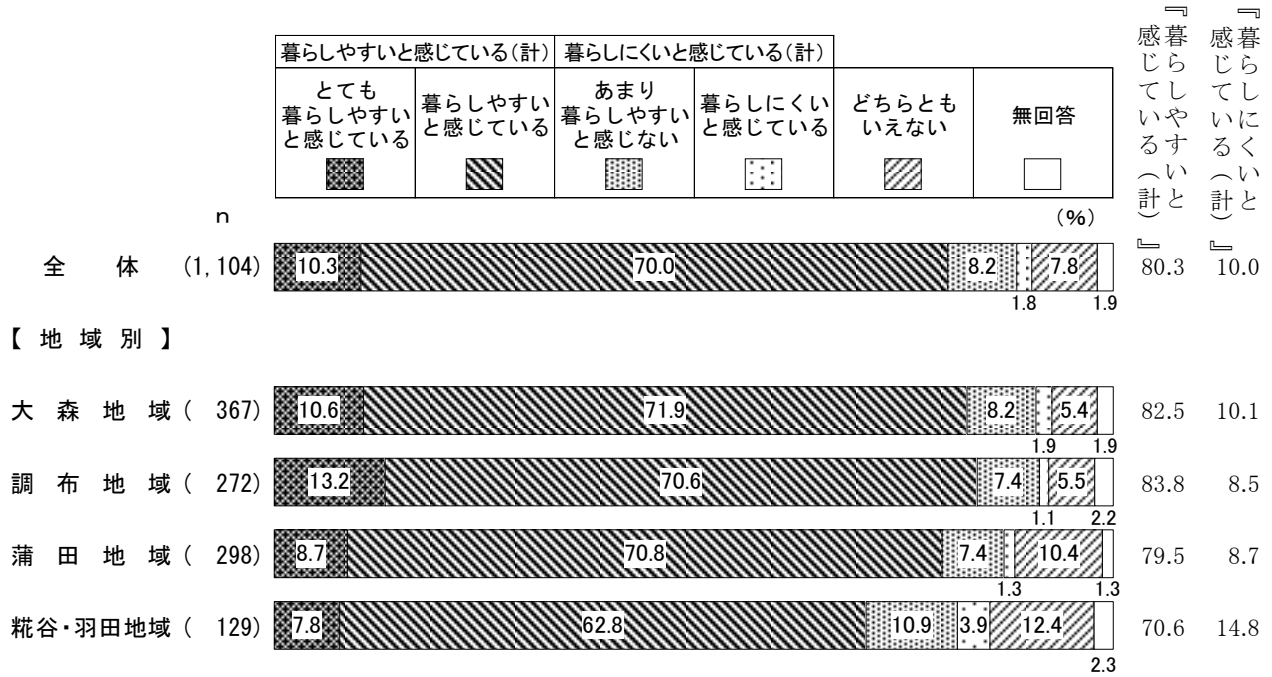 『暮らしやすいと
感じている（計）』
『暮らしにくいと
感じている（計）』
暮らしやすいと感じている(計) 暮らしにくいと感じている(計)
とても
暮らしやすい
と感じている
暮らしやすい
と感じている
あまり
暮らしやすい
と感じない
暮らしにくい
と感じている
どちらとも
いえない
無回答
n
(%)
全体 (1,104) 10.3 70.0 8.2 7.8 80.3 10.0
1.8 1.9
【地域別】
大森地域 ( 367) 10.6 71.9 8.2 5.4 82.5 10.1
1.9 1.9
調布地域 ( 272) 13.2 70.6 7.4 5.5 83.8 8.5
1.1 2.2
蒲田地域 ( 298) 8.7 70.8 7.4 10.4 79.5 8.7
1.3 1.3
糀谷・羽田地域 ( 129) 7.8 62.8 10.9 3.9 12.4 70.6 14.8
2.3